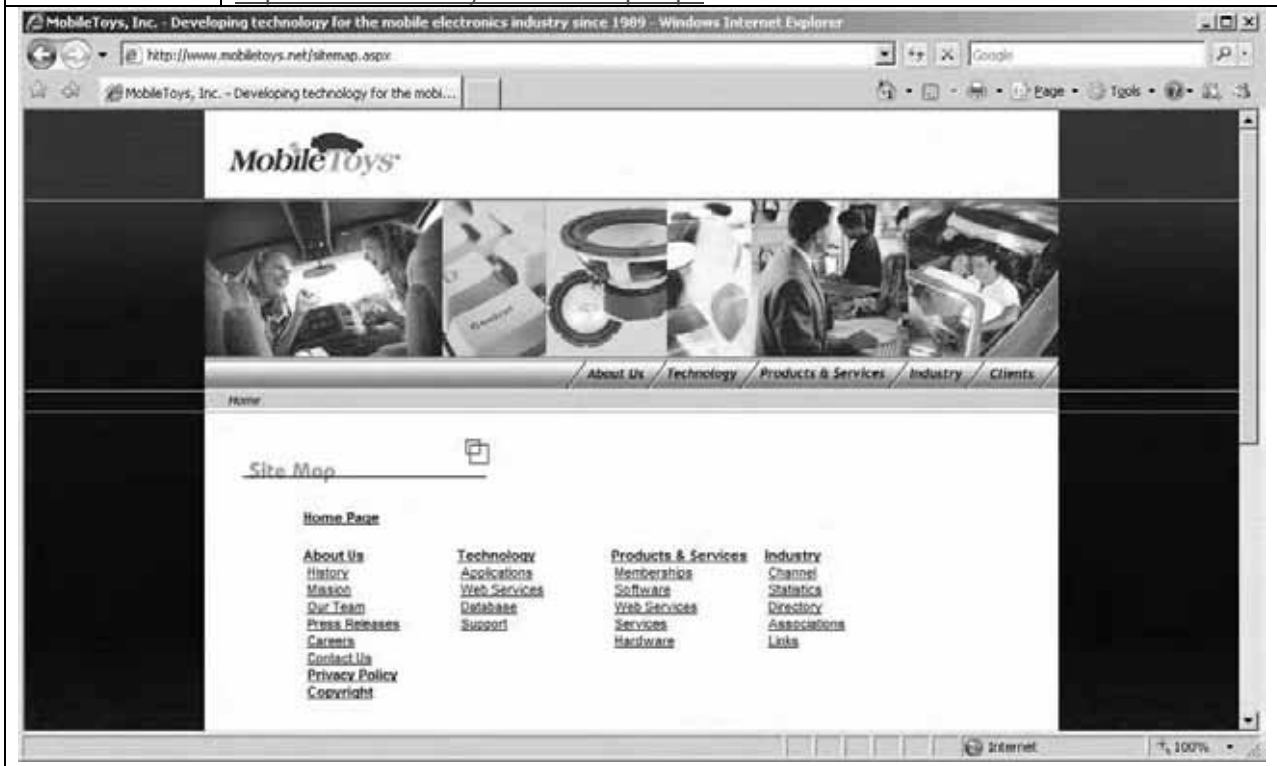 MobileToys, Inc. - Developing technology for the mobile electronics industry since 1989 - Windows Internet Explorer
http://www.mobiletoys.net/sitemap.aspx
Google
MobileToys, Inc. - Developing technology for the mobi...
Page Tools
MobileToys
About Us Technology Products & Services Industry Clients
Home
Site Map
Home Page
About Us Technology Products & Services Industry
History Applications Memberships Channel
Mission Web Services Software Statistics
Our Team Database Web Services Directory
Press Releases Support Services Associations
Careers Hardware Links
Contact Us
Privacy Policy
Copyright
Internet 100%